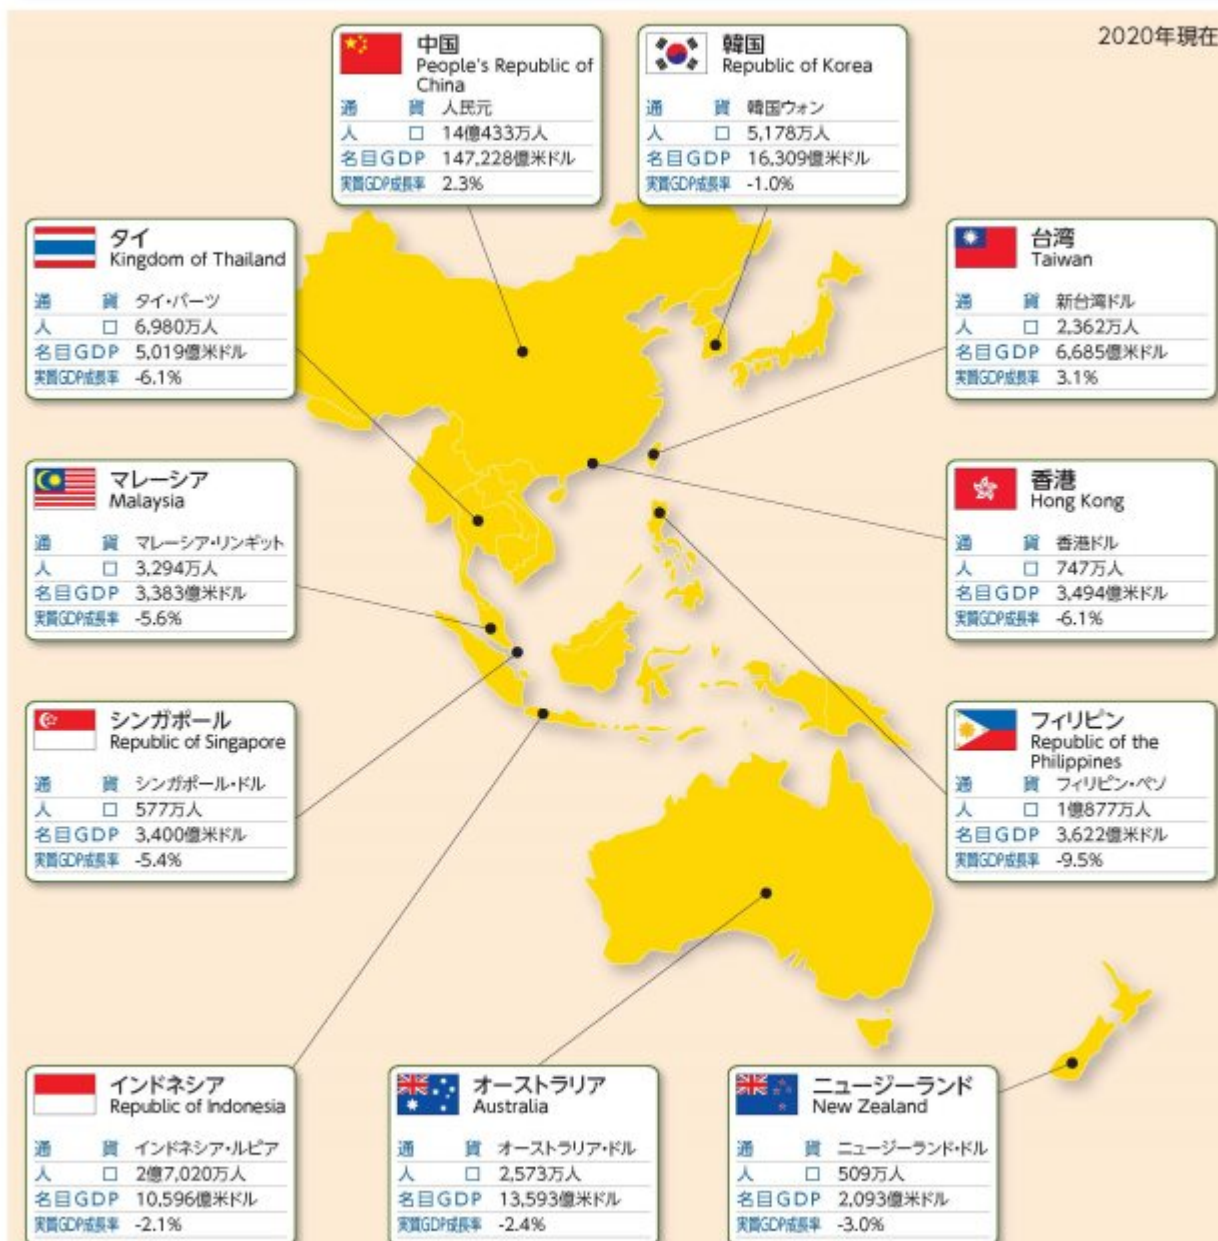 2020年現在
中国
People's Republic of
China
通貨 人民元
人口 14億433万人
名目GDP 147,228億米ドル
実質GDP成長率 2.3%
韓国
Republic of Korea
通貨 韓国ウォン
人口 5,178万人
名目GDP 16,309億米ドル
実質GDP成長率 -1.0%
タイ
Kingdom of Thailand
通貨 タイ・バーツ
人口 6,980万人
名目GDP 5,019億米ドル
実質GDP成長率 -6.1%
台湾
Taiwan
通貨 新台湾ドル
人口 2,362万人
名目GDP 6,685億米ドル
実質GDP成長率 3.1%
マレーシア
Malaysia
通貨 マレーシア・リンギット
人口 3,294万人
名目GDP 3,383億米ドル
実質GDP成長率 -5.6%
香港
Hong Kong
通貨 香港ドル
人口 747万人
名目GDP 3,494億米ドル
実質GDP成長率 -6.1%
シンガポール
Republic of Singapore
通貨 シンガポール・ドル
人口 577万人
名目GDP 3,400億米ドル
実質GDP成長率 -5.4%
フィリピン
Republic of the
Philippines
通貨 フィリピン・ペソ
人口 1億877万人
名目GDP 3,622億米ドル
実質GDP成長率 -9.5%
インドネシア
Republic of Indonesia
通貨 インドネシア・ルピア
人口 2億7,020万人
名目GDP 10,596億米ドル
実質GDP成長率 -2.1%
オーストラリア
Australia
通貨 オーストラリア・ドル
人口 2,573万人
名目GDP 13,593億米ドル
実質GDP成長率 -2.4%
ニュージーランド
New Zealand
通貨 ニュージーランド・ドル
人口 509万人
名目GDP 2,093億米ドル
実質GDP成長率 -3.0%